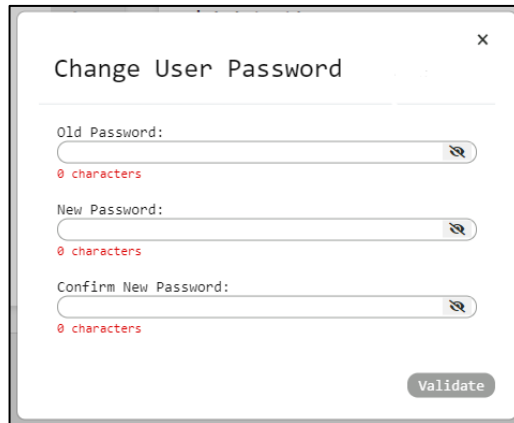 ×
Change User Password
Old Password:
0 characters
New Password:
0 characters
Confirm New Password:
0 characters
Validate